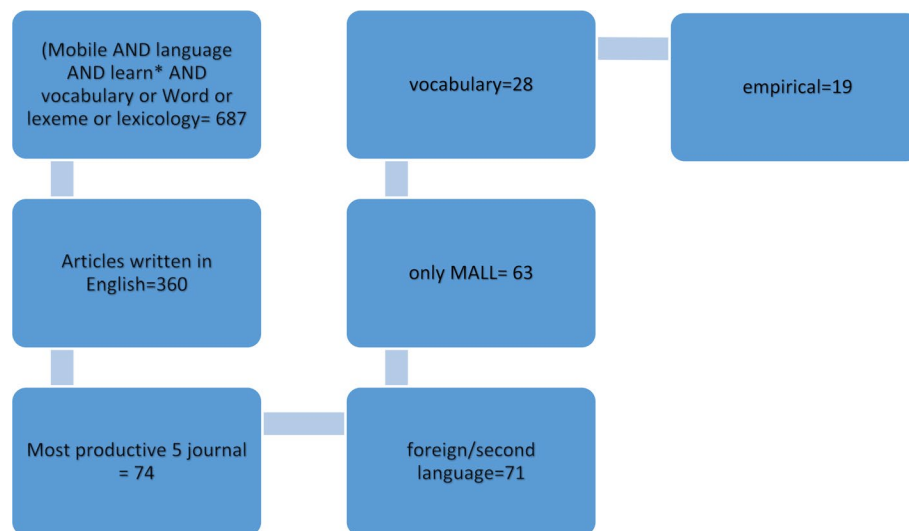 (Mobile AND language
AND learn* AND
vocabulary or Word or
lexeme or lexicology= 687
Articles written in
English=360
Most productive 5 journal
= 74
foreign/second
language=71
only MALL= 63
vocabulary=28
empirical=19